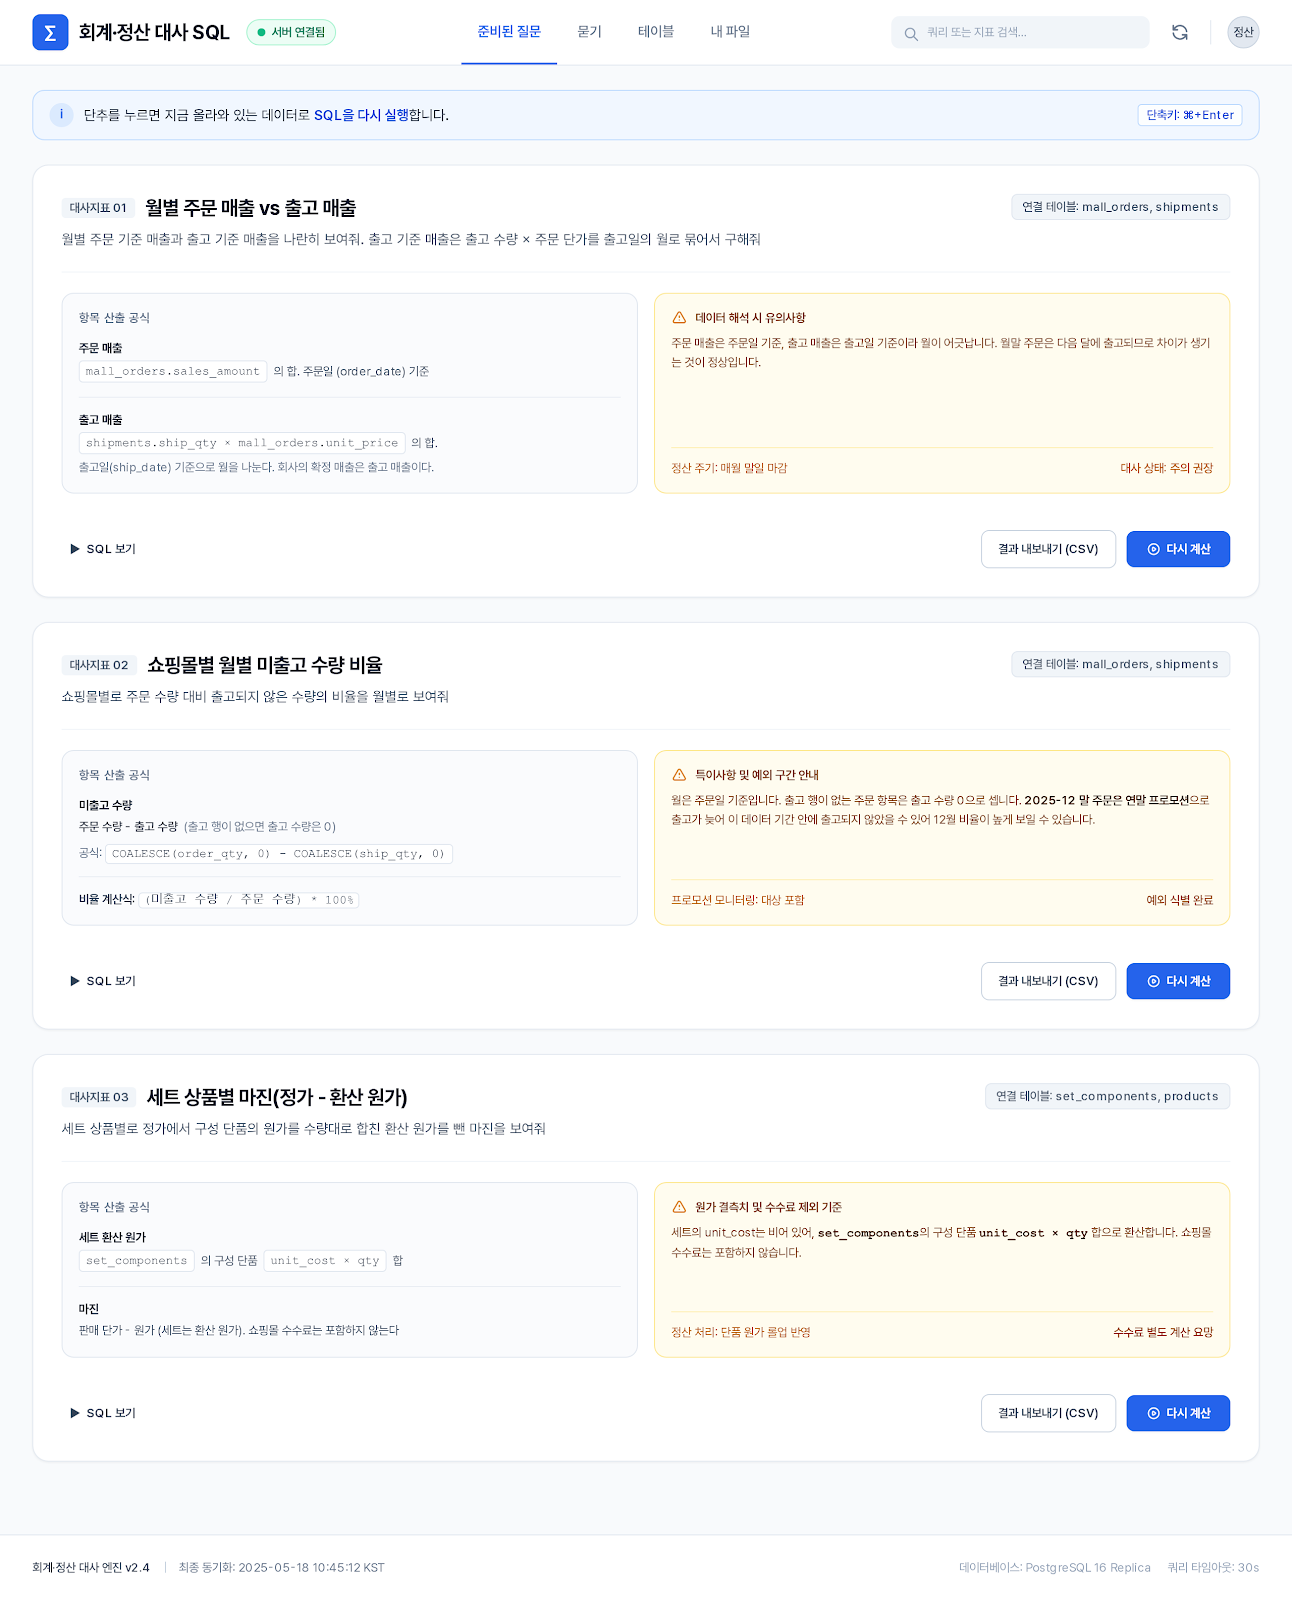 Σ 회계·정산 대사 SQL 서버 연결됨 준비된 질문 묻기 테이블 내 파일 쿼리 또는 지표 검색... 정산
i 단추를 누르면 지금 올라와 있는 데이터로 SQL을 다시 실행합니다. 단축키: ⌘+Enter
대사지표 01 월별 주문 매출 vs 출고 매출 연결 테이블: mall_orders, shipments
월별 주문 기준 매출과 출고 기준 매출을 나란히 보여줘. 출고 기준 매출은 출고 수량 × 주문 단가를 출고일의 월로 묶어서 구해줘
항목 산출 공식
주문 매출
mall_orders.sales_amount 의 합. 주문일 (order_date) 기준
출고 매출
shipments.ship_qty × mall_orders.unit_price 의 합.
출고일(ship_date) 기준으로 월을 나눈다. 회사의 확정 매출은 출고 매출이다.
데이터 해석 시 유의사항
주문 매출은 주문일 기준, 출고 매출은 출고일 기준이라 월이 어긋납니다. 월말 주문은 다음 달에 출고되므로 차이가 생기
는 것이 정상입니다.
정산 주기: 매월 말일 마감 대사 상태: 주의 권장
▶ SQL 보기 결과 내보내기 (CSV) 다시 계산
대사지표 02 쇼핑몰별 월별 미출고 수량 비율 연결 테이블: mall_orders, shipments
쇼핑몰별로 주문 수량 대비 출고되지 않은 수량의 비율을 월별로 보여줘
항목 산출 공식
미출고 수량
주문 수량 - 출고 수량 (출고 행이 없으면 출고 수량은 0)
공식: COALESCE(order_qty, 0) - COALESCE(ship_qty, 0)
비율 계산식: (미출고 수량 / 주문 수량) * 100%
특이사항 및 예외 구간 안내
월은 주문일 기준입니다. 출고 행이 없는 주문 항목은 출고 수량 0으로 셉니다. 2025-12 말 주문은 연말 프로모션으로
출고가 늦어 이 데이터 기간 안에 출고되지 않았을 수 있어 12월 비율이 높게 보일 수 있습니다.
프로모션 모니터링: 대상 포함 예외 식별 완료
▶ SQL 보기 결과 내보내기 (CSV) 다시 계산
대사지표 03 세트 상품별 마진(정가 - 환산 원가) 연결 테이블: set_components, products
세트 상품별로 정가에서 구성 단품의 원가를 수량대로 합친 환산 원가를 뺀 마진을 보여줘
항목 산출 공식
세트 환산 원가
set_components 의 구성 단품 unit_cost × qty 합
마진
판매 단가 - 원가 (세트는 환산 원가). 쇼핑몰 수수료는 포함하지 않는다
원가 결측치 및 수수료 제외 기준
세트의 unit_cost는 비어 있어, set_components의 구성 단품 unit_cost × qty 합으로 환산합니다. 쇼핑몰
수수료는 포함하지 않습니다.
정산 처리: 단품 원가 롤업 반영 수수료 별도 계산 요망
▶ SQL 보기 결과 내보내기 (CSV) 다시 계산
회계·정산 대사 엔진 v2.4 최종 동기화: 2025-05-18 10:45:12 KST 데이터베이스: PostgreSQL 16 Replica 쿼리 타임아웃: 30s